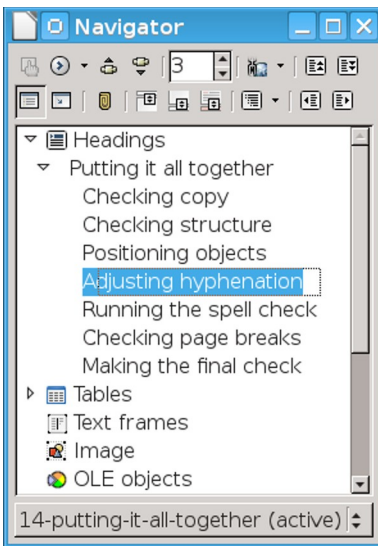 Navigator
3
Headings
Putting it all together
Checking copy
Checking structure
Positioning objects
Adjusting hyphenation
Running the spell check
Checking page breaks
Making the final check
Tables
Text frames
Image
OLE objects
14-putting-it-all-together (active)